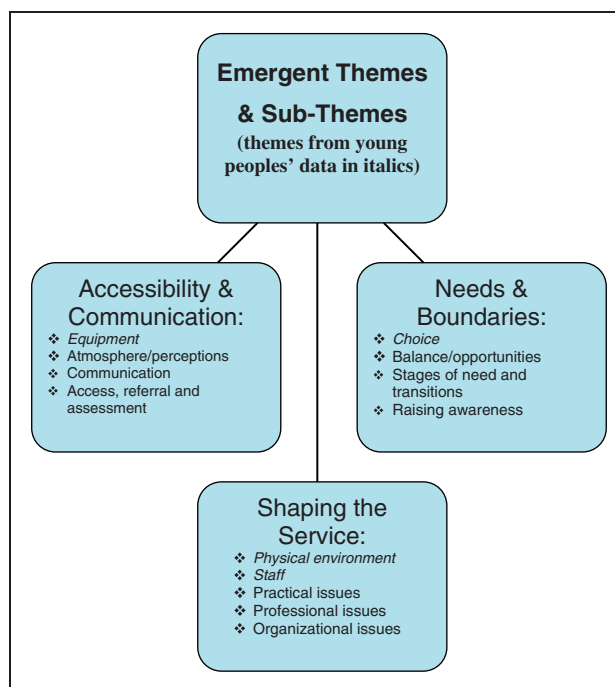 Emergent Themes
& Sub-Themes
(themes from young
peoples’ data in italics)
Accessibility &
Communication:
❖ Equipment
❖ Atmosphere/perceptions
❖ Communication
❖ Access, referral and
assessment
Needs &
Boundaries:
❖ Choice
❖ Balance/opportunities
❖ Stages of need and
transitions
❖ Raising awareness
Shaping the
Service:
❖ Physical environment
❖ Staff
❖ Practical issues
❖ Professional issues
❖ Organizational issues